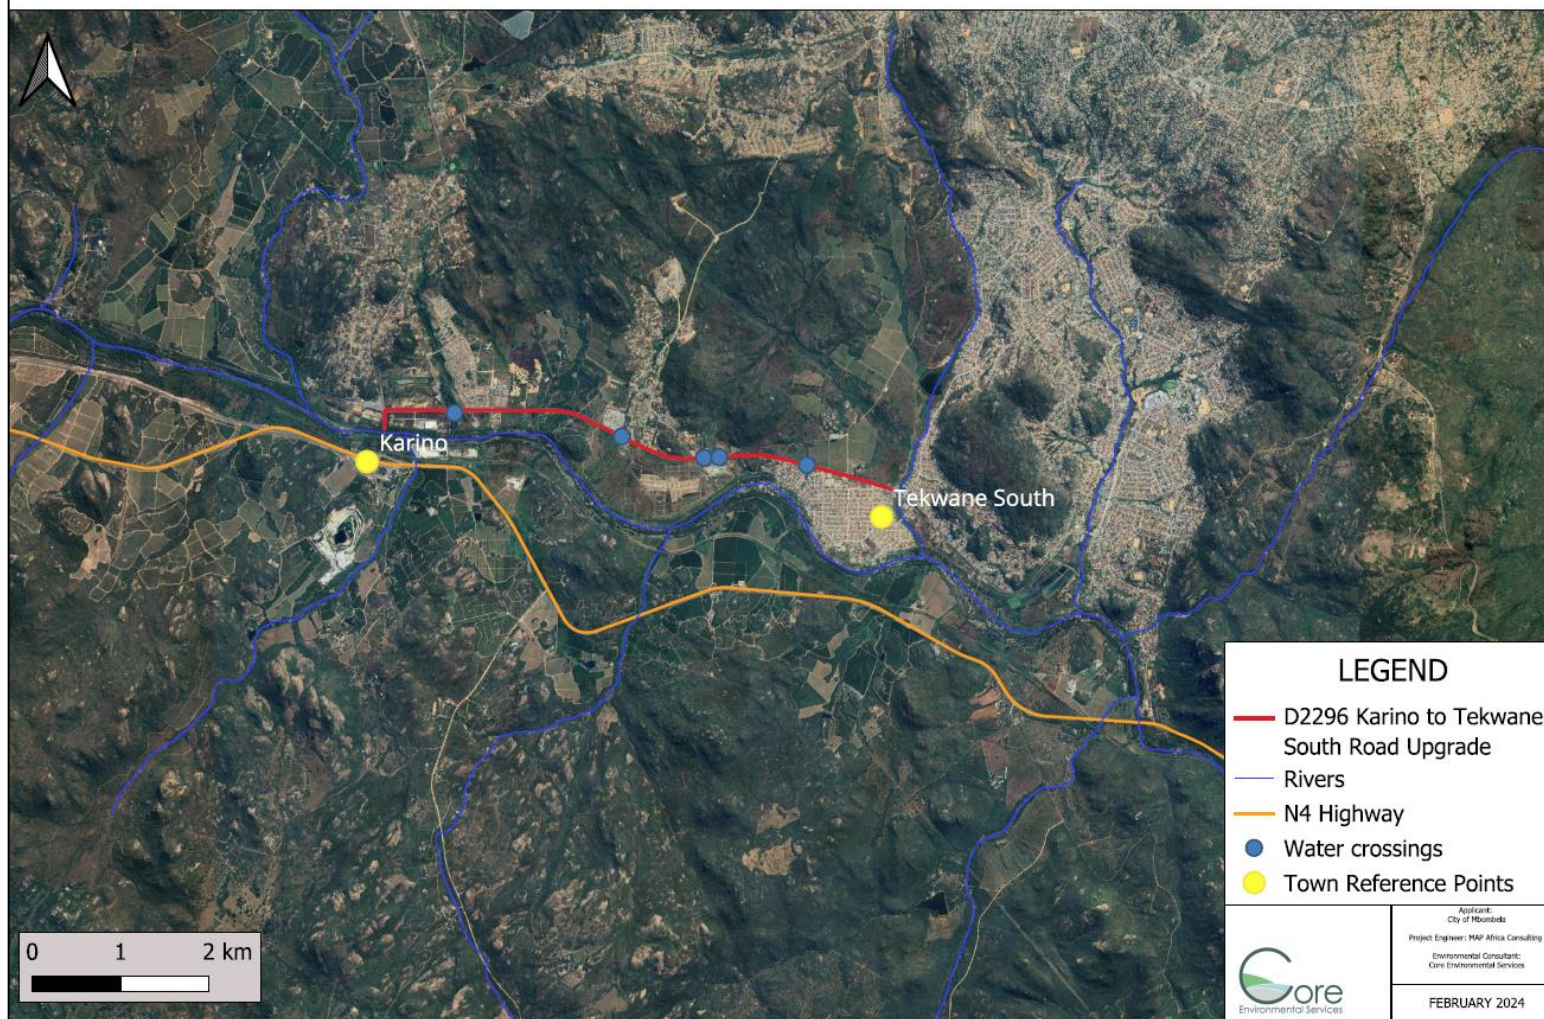 Karino
Tekwane South
LEGEND
D2296 Karino to Tekwane
South Road Upgrade
Rivers
N4 Highway
Water crossings
Town Reference Points
0 1 2 km
Core
Environmental Services
Applicant:
City of Mbombela
Project Engineer: MAP Africa Consulting
Environmental Consultant:
Core Environmental Services
FEBRUARY 2024